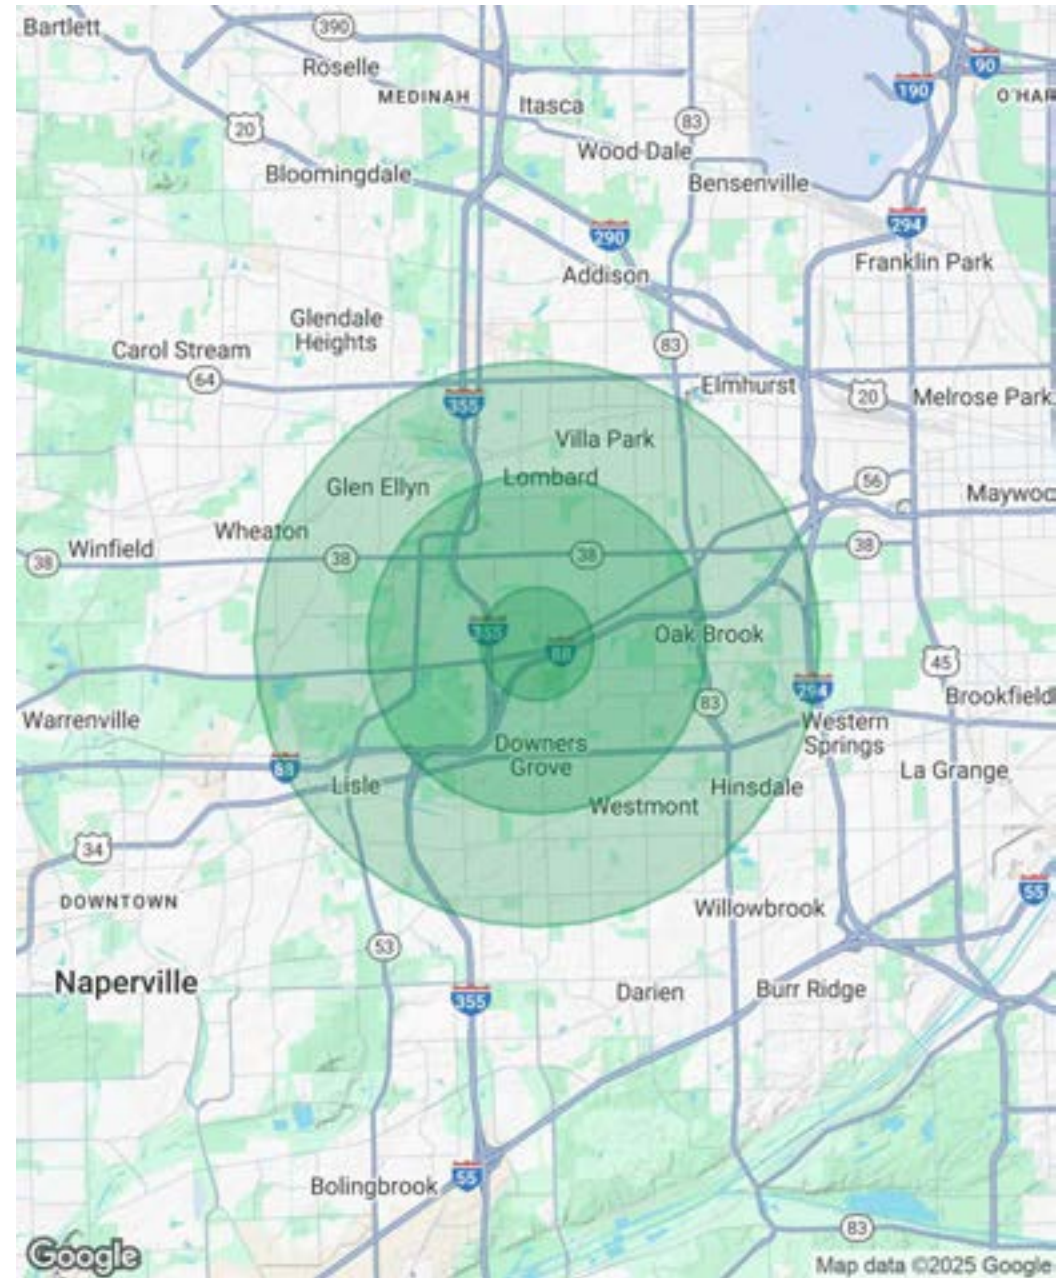 Bartlett
390
Roselle
MEDINAH
Itasca
90
190
O'HAR
20
83
Wood Dale
Bloomingdale
Bensenville
290
294
Addison
Franklin Park
Glendale
Heights
83
Carol Stream
64
Elmhurst
20
Melrose Park
355
Villa Park
Glen Ellyn
Lombard
56
Maywoo
Wheaton
38
Winfield
38
38
38
355
88
Oak Brook
45
294
83
Brookfield
Warrenville
Western
Springs
Downers
Grove
88
Lisle
Hinsdale
La Grange
Westmont
34
55
DOWNTOWN
Willowbrook
53
Naperville
355
Darien
Burr Ridge
55
Bolingbrook
83
Google
Map data ©2025 Google